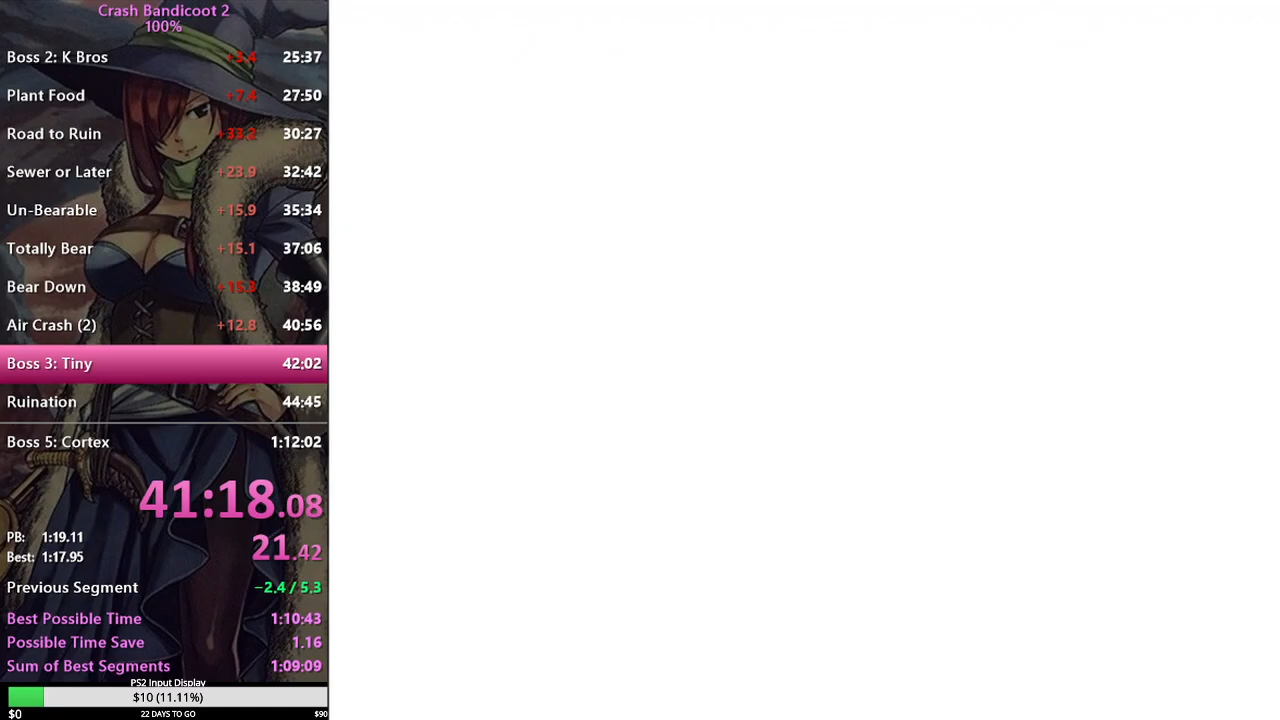 Crash Bandicoot 2
100%
Boss 2: K Bros +5.4 25:37
Plant Food +7.4 27:50
Road to Ruin +33.2 30:27
Sewer or Later +23.9 32:42
Un-Bearable +15.9 35:34
Totally Bear +15.1 37:06
Bear Down +15.3 38:49
Air Crash (2) +12.8 40:56
Boss 3: Tiny 42:02
Ruination 44:45
Boss 5: Cortex 1:12:02
41:18.08
PB: 1:19.11
21.42
Best: 1:17.95
Previous Segment −2.4 / 5.3
Best Possible Time 1:10:43
Possible Time Save 1.16
Sum of Best Segments 1:09:09
PS2 Input Display
$10 (11.11%)
$0 22 DAYS TO GO $90